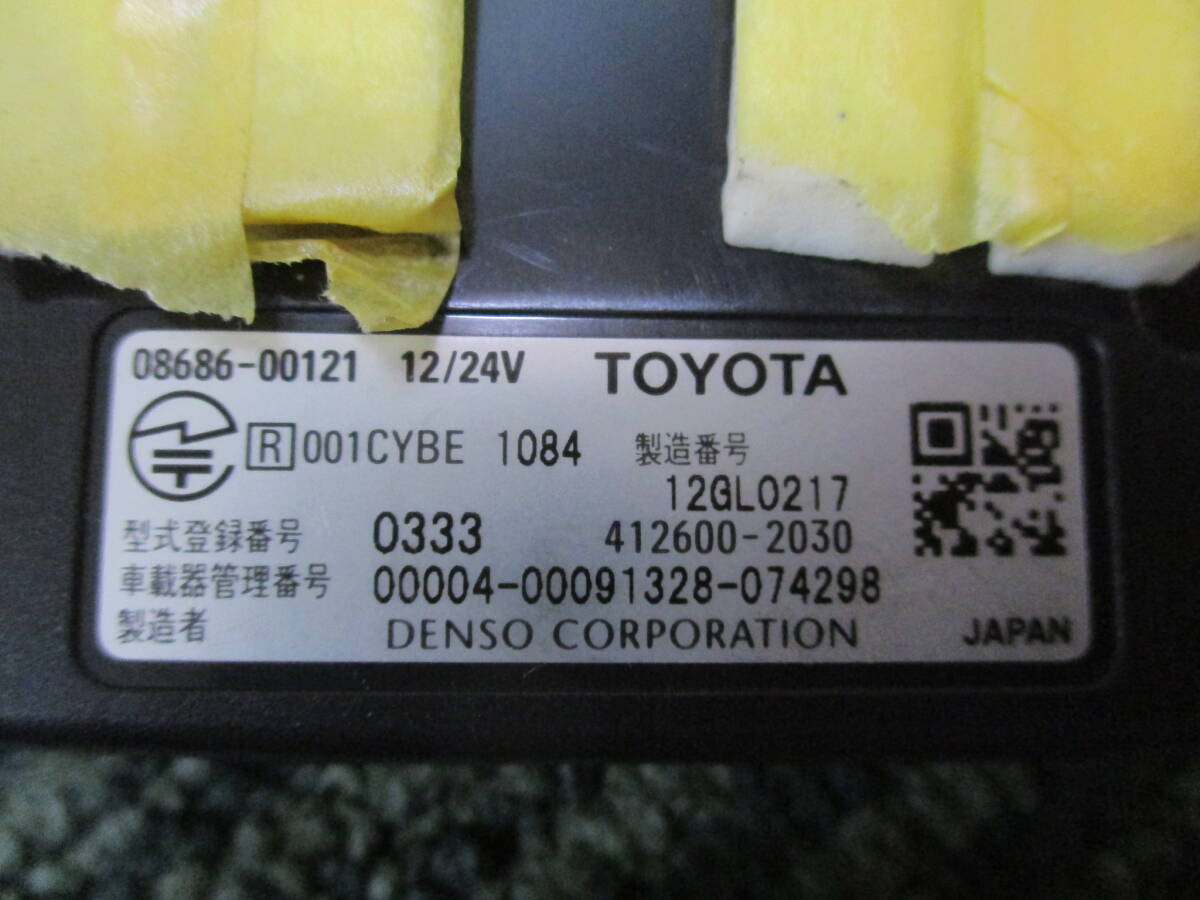 08686-00121 12/24V TOYOTA
R 001CYBE 1084 製造番号
12GL0217
型式登録番号 0333 412600-2030
車載器管理番号 00004-00091328-074298
製造者 DENSO CORPORATION JAPAN